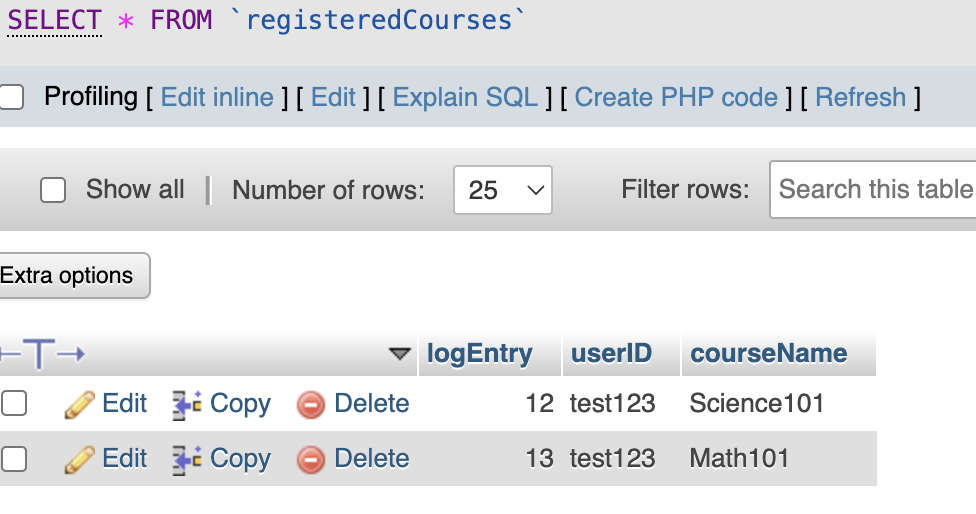 SELECT * FROM `registeredCourses`
Profiling [ Edit inline ] [ Edit ] [ Explain SQL ] [ Create PHP code ] [ Refresh ]
Show all | Number of rows: 25 Filter rows: Search this table
Extra options
←T→ logEntry userID courseName
Edit Copy Delete 12 test123 Science101
Edit Copy Delete 13 test123 Math101